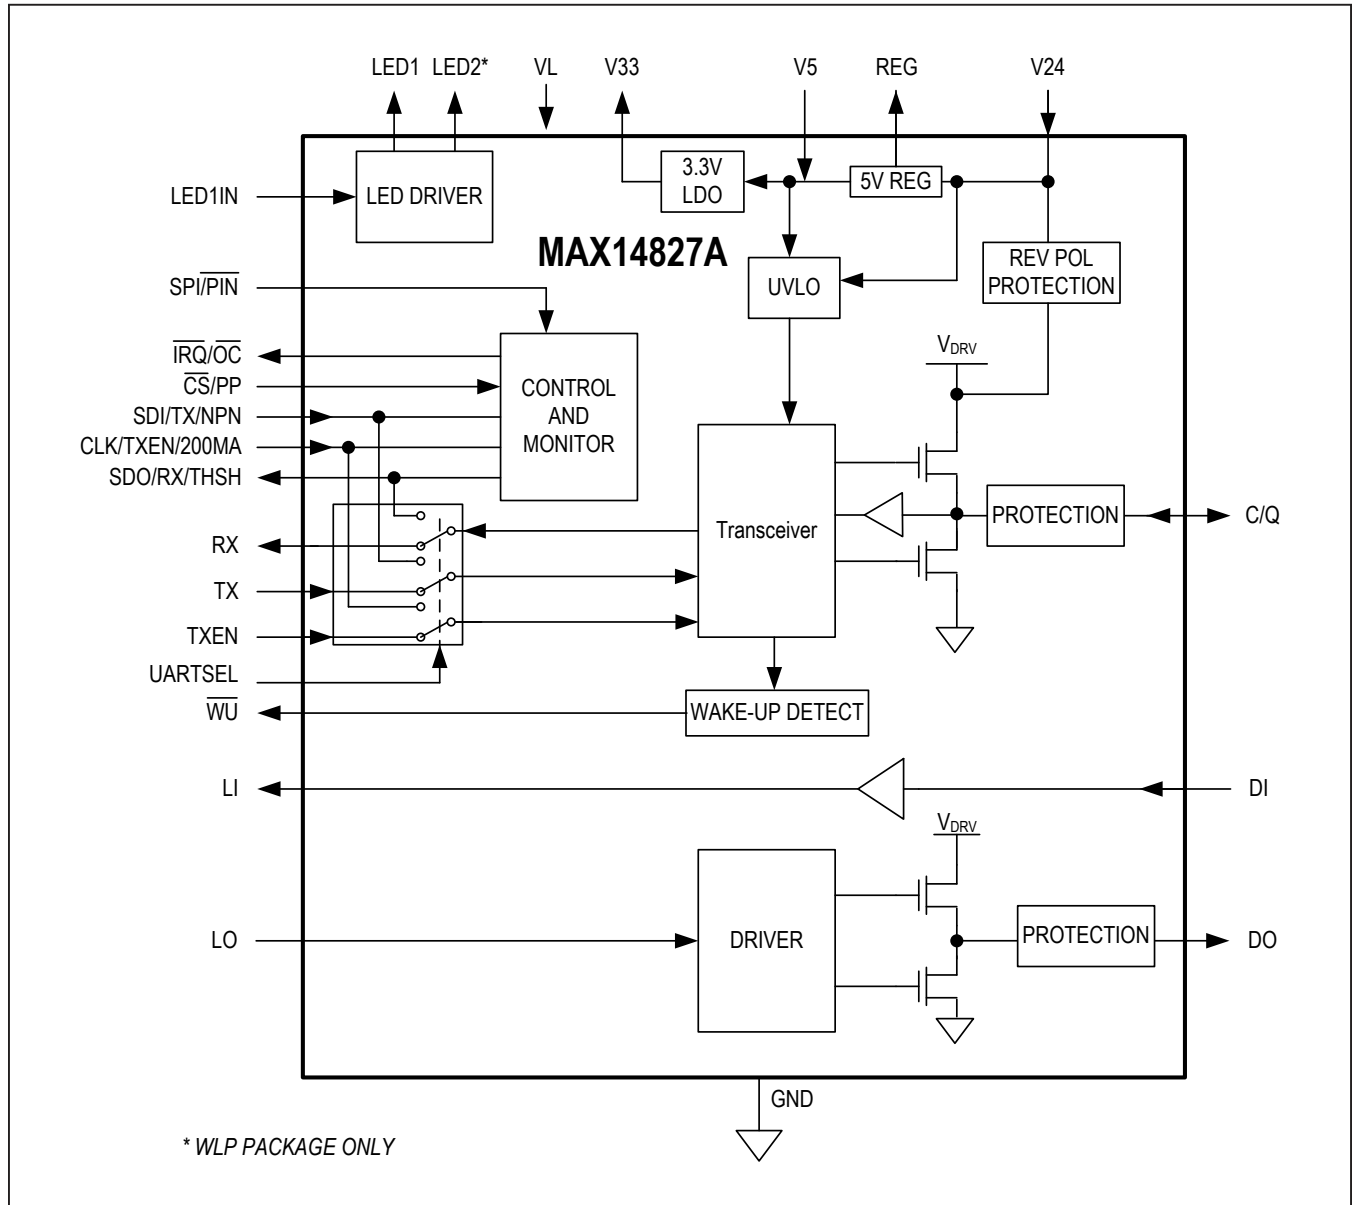 LED1 LED2* VL V33 V5 REG V24
LED1IN
LED DRIVER
3.3V
LDO
5V REG
MAX14827A
SPI/PIN
UVLO
REV POL
PROTECTION
VDRV
IRQ/OC
CS/PP
SDI/TX/NPN
CLK/TXEN/200MA
SDO/RX/THSH
CONTROL
AND
MONITOR
RX
TX
TXEN
UARTSEL
WU
Transceiver
PROTECTION
C/Q
WAKE-UP DETECT
LI
DI
VDRV
LO
DRIVER
PROTECTION
DO
GND
* WLP PACKAGE ONLY